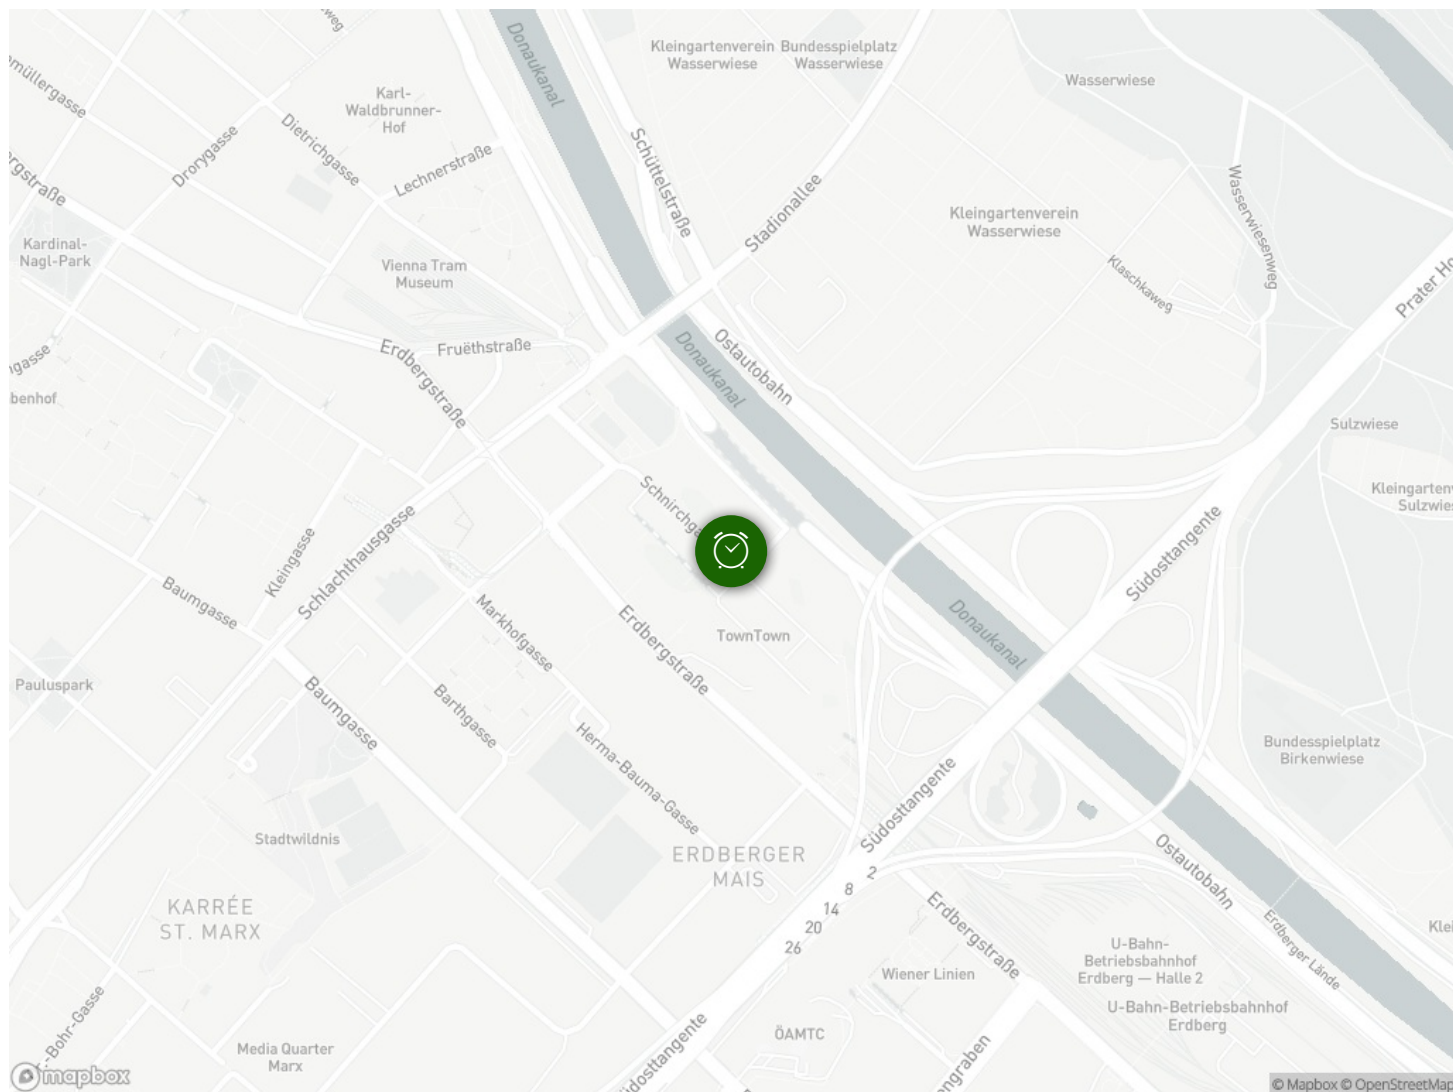 Donaukanal
Kleingartenverein
Wasserwiese
Bundesspielplatz
Wasserwiese
Wasserwiese
Karl-
Waldbrunner-
Hof
Dietrichgasse
Drorygasse
Lechnerstraße
Schüttelstraße
Stadionallee
Kleingartenverein
Wasserwiese
Wasserwiesenweg
Klaschkaweg
Kardinal-
Nagl-Park
Vienna Tram
Museum
Fruëthstraße
Erdbergstraße
Donaukanal
Ostautobahn
benhof
Sulzwiese
Schlachthausgasse
Kleingasse
Baumgasse
Markhofgasse
Erdbergstraße
TownTown
Südosttangente
Donaukanal
Pauluspark
Baumgasse
Barthgasse
Herma-Bauma-Gasse
Bundesspielplatz
Birkenwiese
Stadtwildnis
ERDBERGER
MAIS
Südosttangente
2
8
14
20
26
KARRÉE
ST. MARX
Ostautobahn
Erdbergstraße
Erdberger Lände
U-Bahn-
Betriebsbahnhof
Erdberg — Halle 2
Wiener Linien
U-Bahn-Betriebsbahnhof
Erdberg
ÖAMTC
Media Quarter
Marx
mapbox
© Mapbox © OpenStreetMap